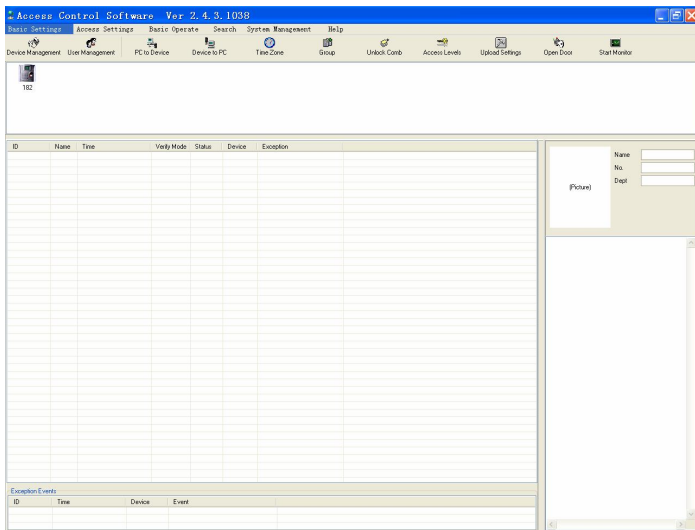 Access Control Software Ver 2.4.3.1038
Basic Settings Access Settings Basic Operate Search System Management Help
Device Management User Management PC to Device Device to PC Time Zone Group Unlock Comb Access Levels Upload Settings Open Door Start Monitor
182
ID Name Time Verify Mode Status Device Exception
(Picture)
Name
No.
Dept
Exception Events
ID Time Device Event